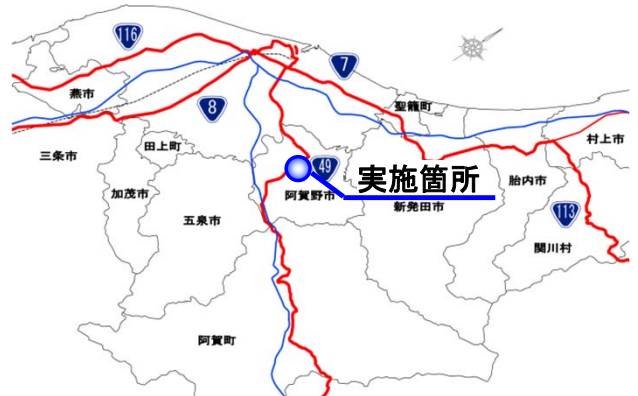 116
7
燕市
8
聖籠町
三条市
田上町
村上市
49
実施箇所
加茂市
阿賀野市
胎内市
五泉市
新発田市
113
関川村
阿賀町